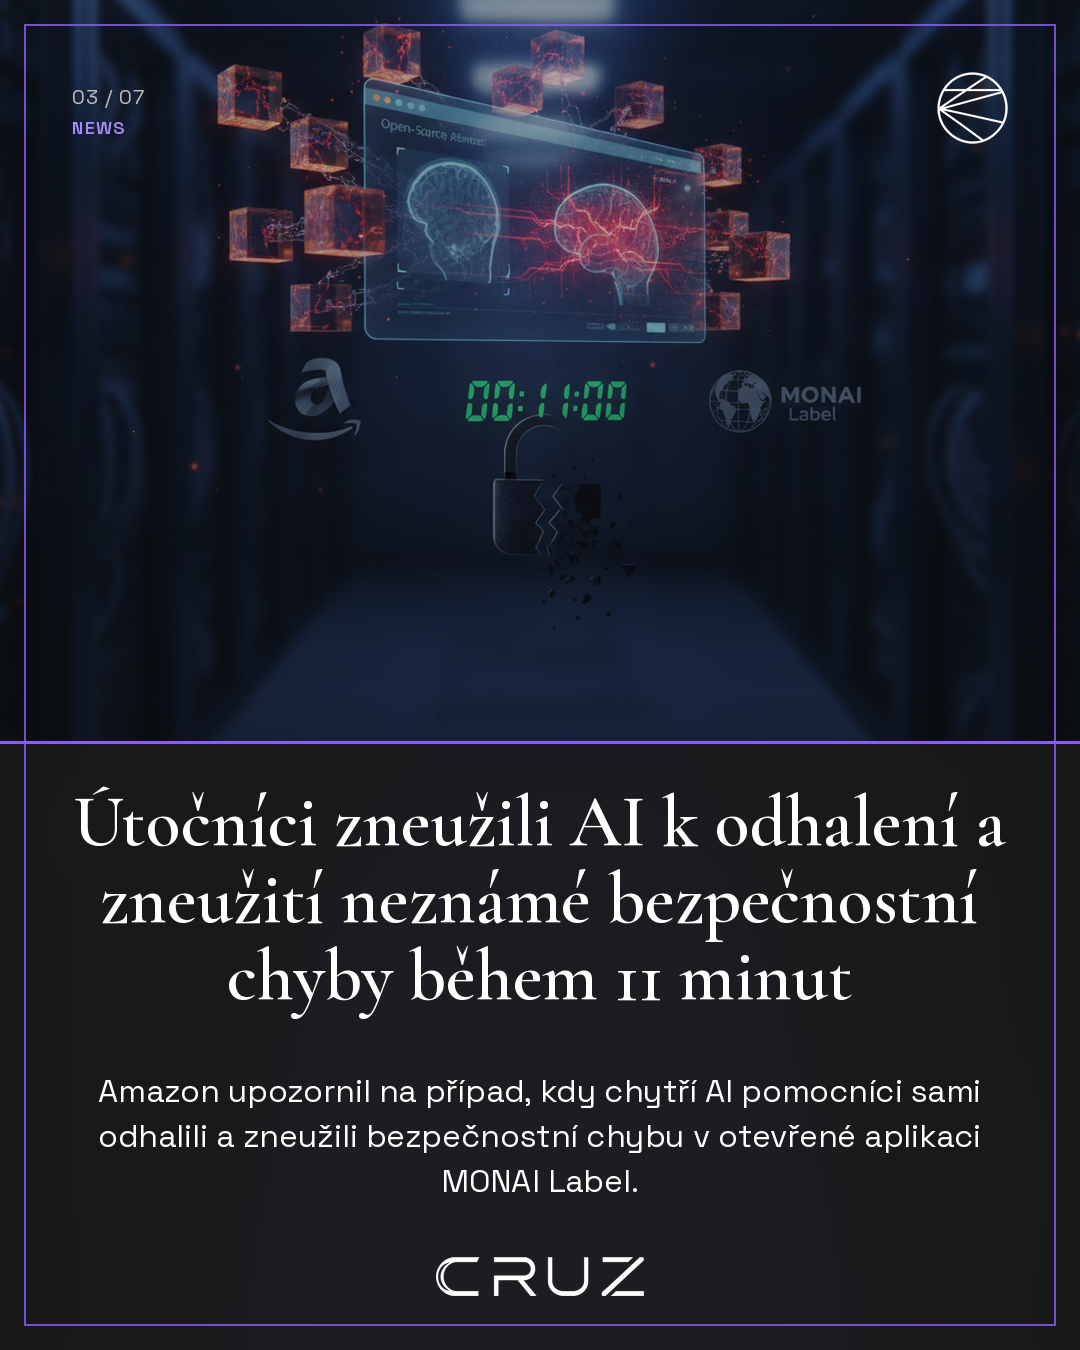 03 / 07
NEWS
Open-Source
00:11:00
MONAI
Label
Útočníci zneužili AI k odhalení a
zneužití neznámé bezpečnostní
chyby během 11 minut
Amazon upozornil na případ, kdy chytří AI pomocníci sami
odhalili a zneužili bezpečnostní chybu v otevřené aplikaci
MONAI Label.
CRUZ